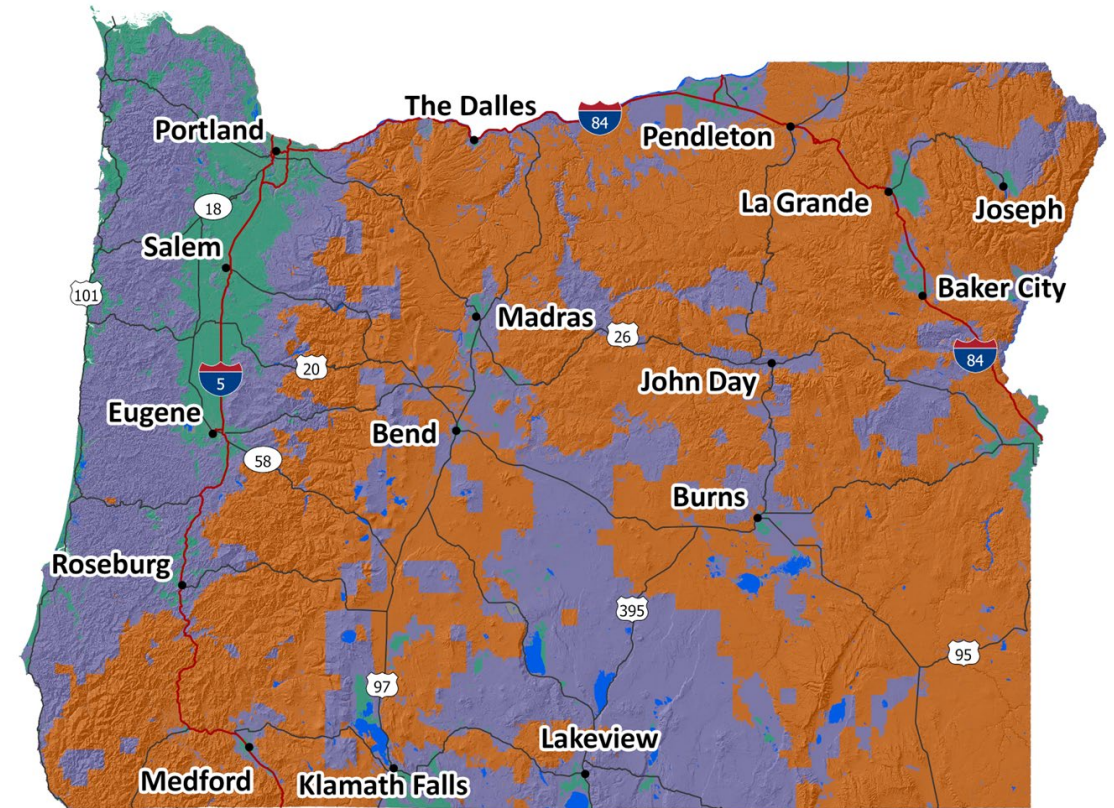 The Dalles
84
Portland
Pendleton
18
La Grande
Joseph
Salem
101
Baker City
Madras
26
20
84
5
John Day
Eugene
Bend
58
Burns
Roseburg
395
95
97
Lakeview
Medford
Klamath Falls